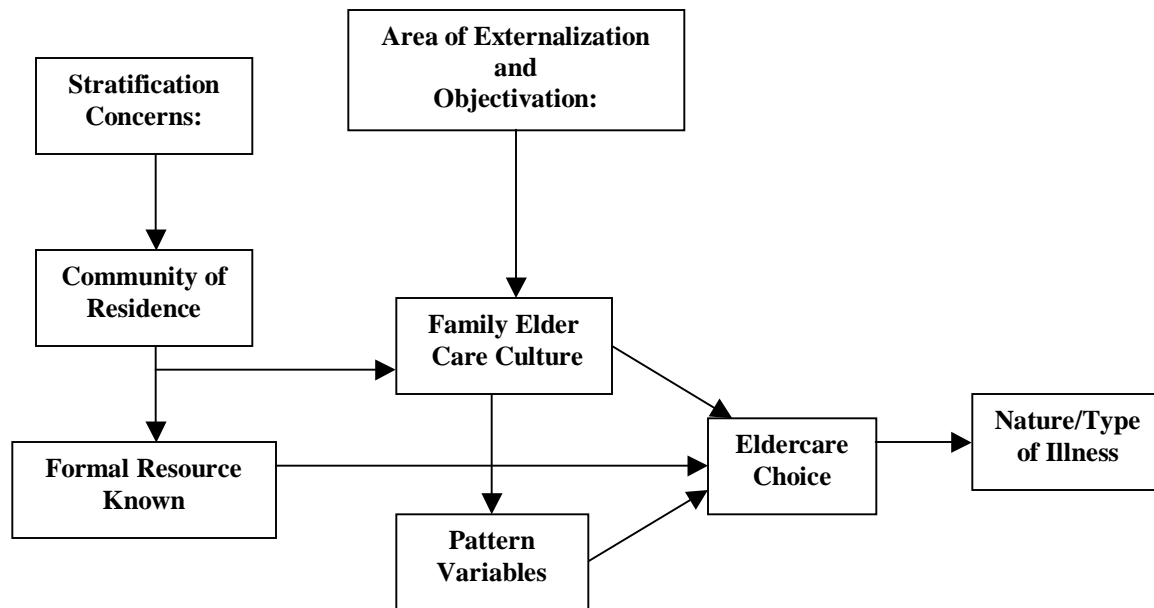 Area of Externalization
and
Objectivation:
Stratification
Concerns:
Community of
Residence
Family Elder
Care Culture
Formal Resource
Known
Pattern
Variables
Eldercare
Choice
Nature/Type
of Illness